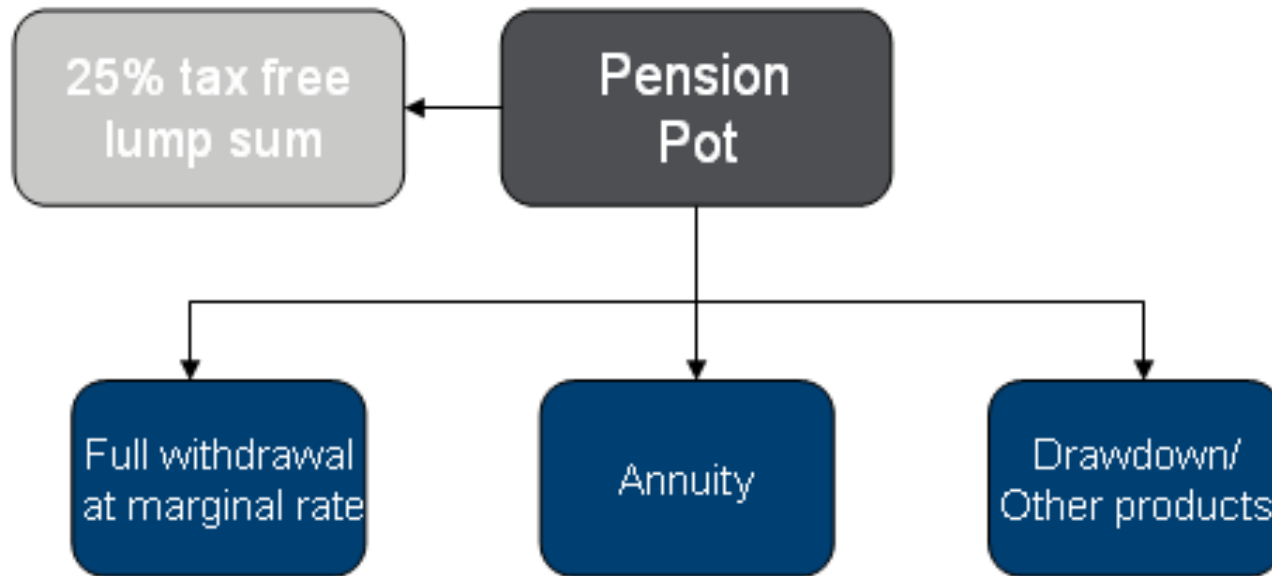 25% tax free
lump sum
Pension
Pot
Full withdrawal
at marginal rate
Annuity
Drawdown/
Other products